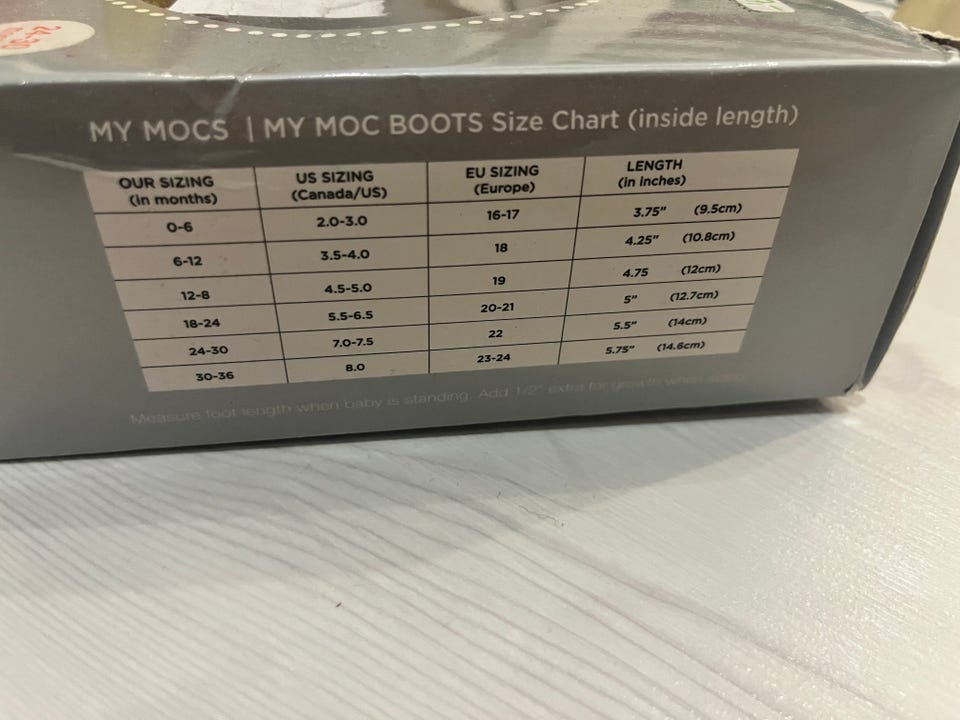 24-30
MY MOCS | MY MOC BOOTS Size Chart (inside length)
OUR SIZING (in months) US SIZING (Canada/US) EU SIZING (Europe) LENGTH (in inches)
0-6 2.0-3.0 16-17 3.75" (9.5cm)
6-12 3.5-4.0 18 4.25" (10.8cm)
12-8 4.5-5.0 19 4.75 (12cm)
18-24 5.5-6.5 20-21 5" (12.7cm)
24-30 7.0-7.5 22 5.5" (14cm)
30-36 8.0 23-24 5.75" (14.6cm)
Measure foot length when baby is standing. Add 1/2" extra for growth when sizing.